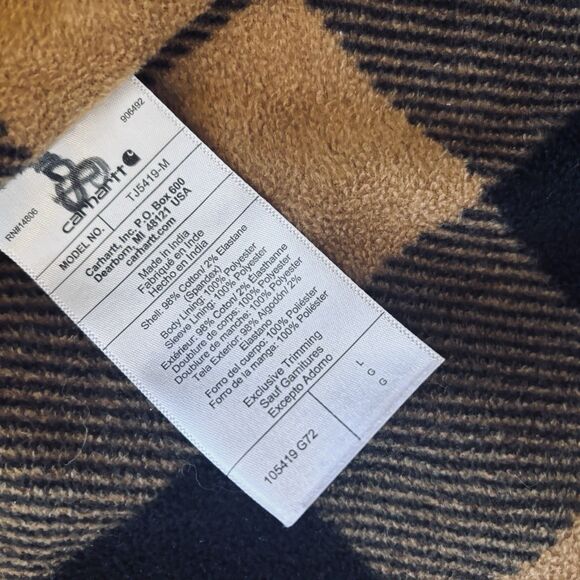 RN#14806
906492
carhartt
MODEL NO.
TJ5419-M
Carhartt, Inc. P.O. Box 600
Dearborn, MI 48121 USA
carhartt.com
Made in India
Fabriqué en Inde
Hecho en India
Shell: 98% Cotton/ 2% Elastane
(Spandex)
Body Lining: 100% Polyester
Sleeve Lining: 100% Polyester
Extérieur: 98% Coton/ 2% Élasthanne
Doublure de corps: 100% Polyester
Doublure de manche: 100% Polyester
Tela Exterior: 98% Algodón/ 2%
Elastano
Forro del cuerpo: 100% Poliéster
Forro de la manga: 100% Poliéster
Exclusive Trimming
Sauf Garnitures
Excepto Adorno
105419 G72
L
G